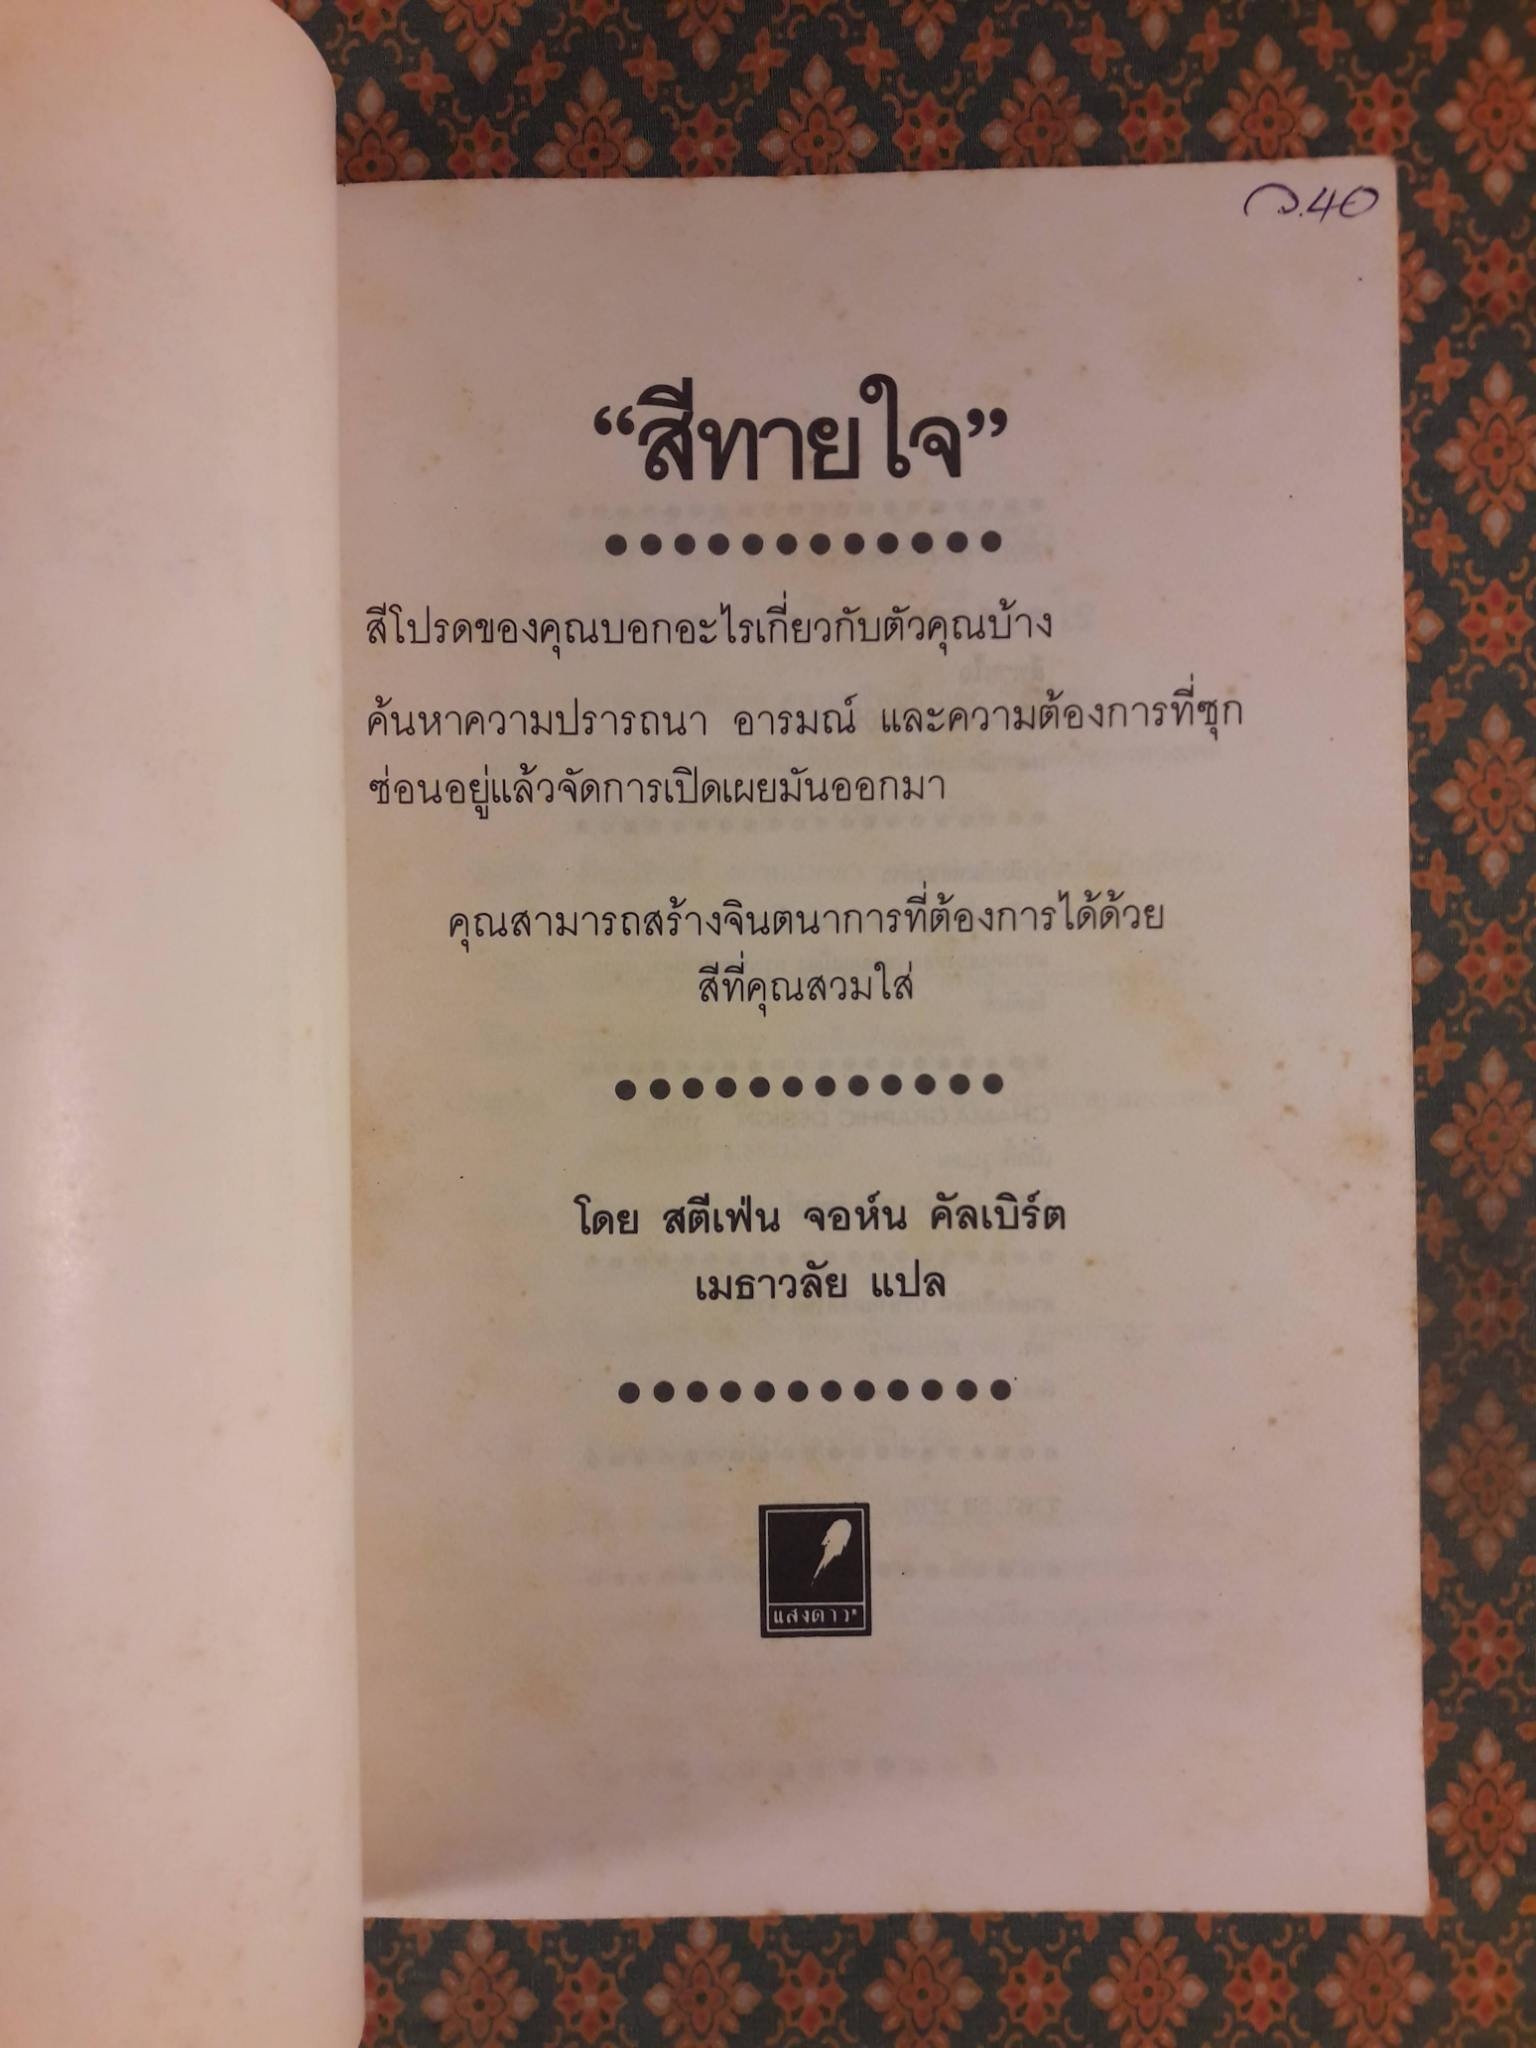 ว.40
“สีทายใจ”
สีโปรดของคุณบอกอะไรเกี่ยวกับตัวคุณบ้าง
ค้นหาความปรารถนา อารมณ์ และความต้องการที่ซุก
ซ่อนอยู่แล้วจัดการเปิดเผยมันออกมา
คุณสามารถสร้างจินตนาการที่ต้องการได้ด้วย
สีที่คุณสวมใส่
โดย สตีเฟ่น จอห์น คัลเบิร์ต
เมธาวลัย แปล
แสงดาว